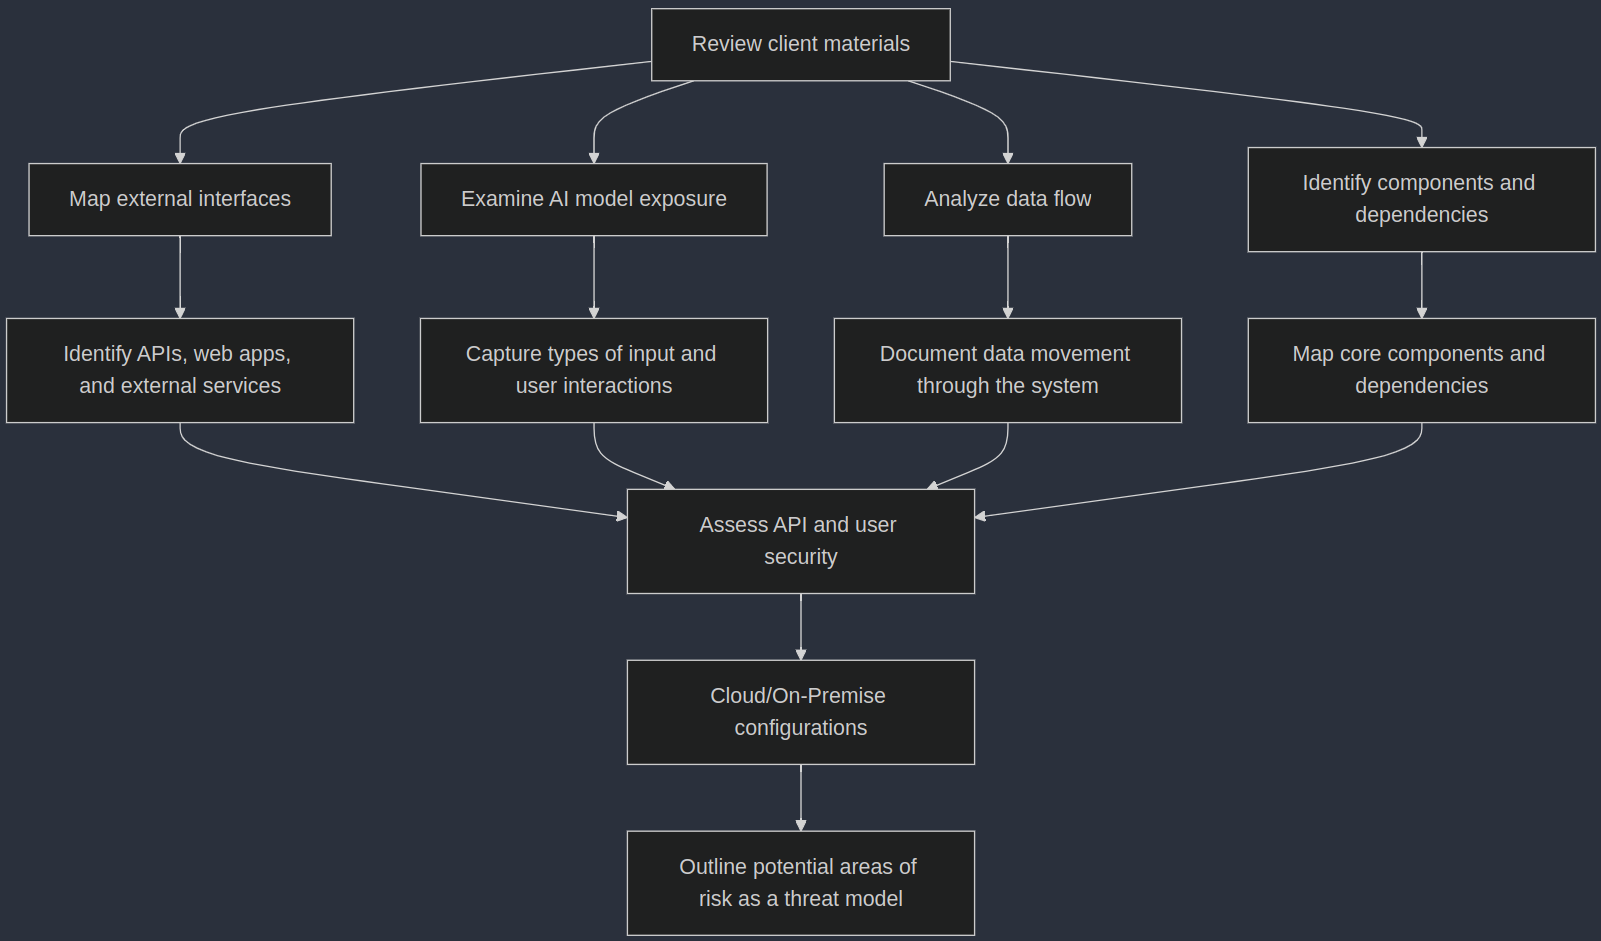 Review client materials
Map external interfaces
Examine AI model exposure
Analyze data flow
Identify components and
dependencies
Identify APIs, web apps,
and external services
Capture types of input and
user interactions
Document data movement
through the system
Map core components and
dependencies
Assess API and user
security
Cloud/On-Premise
configurations
Outline potential areas of
risk as a threat model